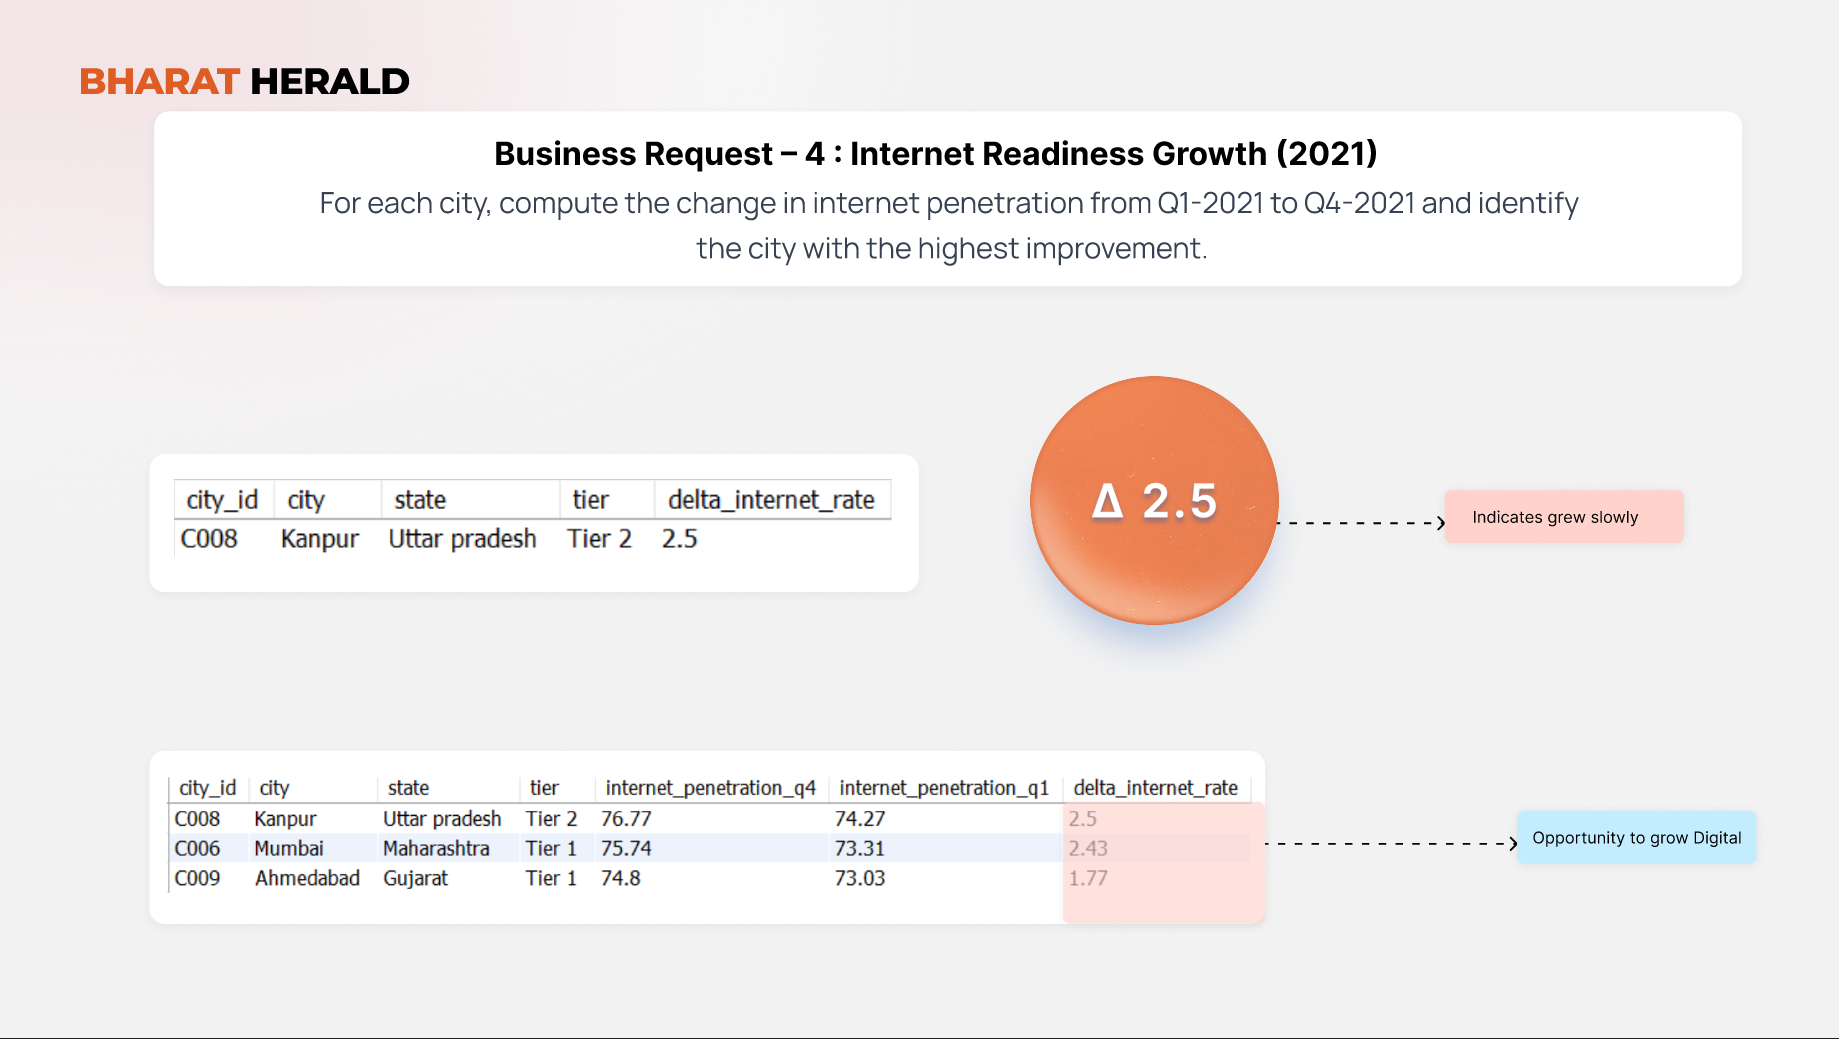 BHARAT HERALD
Business Request – 4 : Internet Readiness Growth (2021)
For each city, compute the change in internet penetration from Q1-2021 to Q4-2021 and identify
the city with the highest improvement.
city_id city state tier delta_internet_rate
C008 Kanpur Uttar pradesh Tier 2 2.5
Δ 2.5
Indicates grew slowly
city_id city state tier internet_penetration_q4 internet_penetration_q1 delta_internet_rate
C008 Kanpur Uttar pradesh Tier 2 76.77 74.27 2.5
C006 Mumbai Maharashtra Tier 1 75.74 73.31 2.43
C009 Ahmedabad Gujarat Tier 1 74.8 73.03 1.77
Opportunity to grow Digital